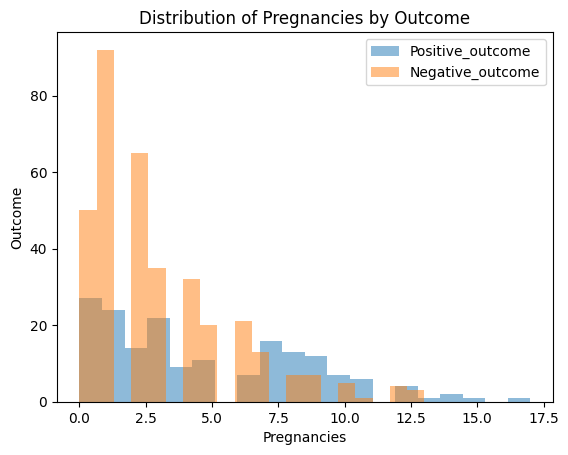 Distribution of Pregnancies by Outcome
Positive_outcome
Negative_outcome
Outcome
80
60
40
20
0
0.0 2.5 5.0 7.5 10.0 12.5 15.0 17.5
Pregnancies